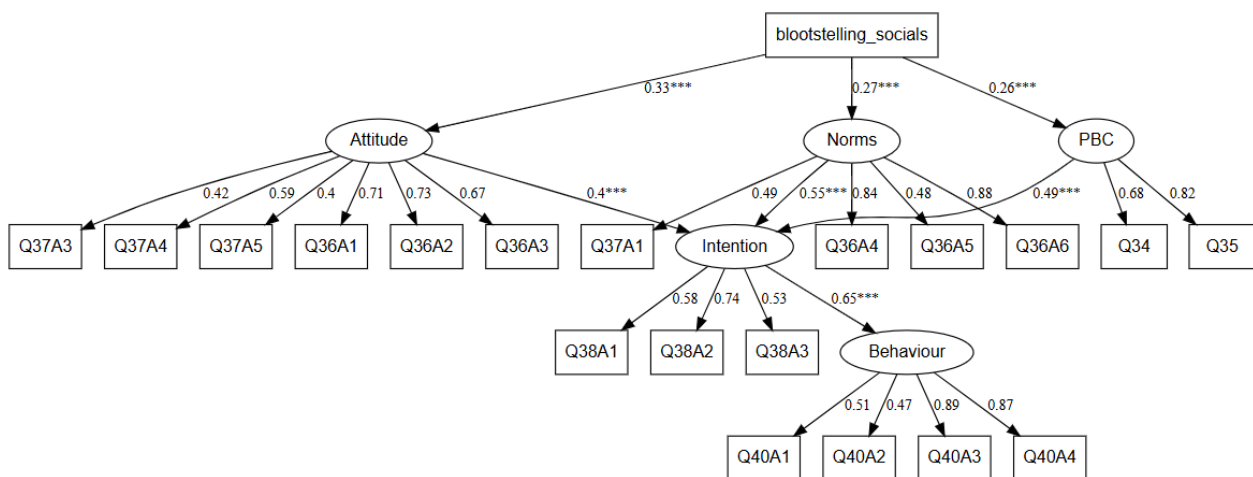 blootstelling_socials
0.33***
0.27***
0.26***
Attitude
Norms
PBC
0.42
0.59
0.4
0.71
0.73
0.67
0.4***
0.49
0.55***
0.84
0.48
0.88
0.49***
0.68
0.82
Q37A3
Q37A4
Q37A5
Q36A1
Q36A2
Q36A3
Q37A1
Intention
Q36A4
Q36A5
Q36A6
Q34
Q35
0.58
0.74
0.53
0.65***
Q38A1
Q38A2
Q38A3
Behaviour
0.51
0.47
0.89
0.87
Q40A1
Q40A2
Q40A3
Q40A4